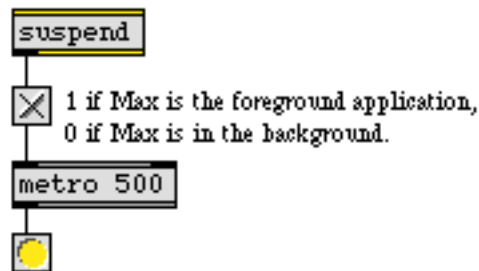 suspend
1 if Max is the foreground application,
0 if Max is in the background.
metro 500